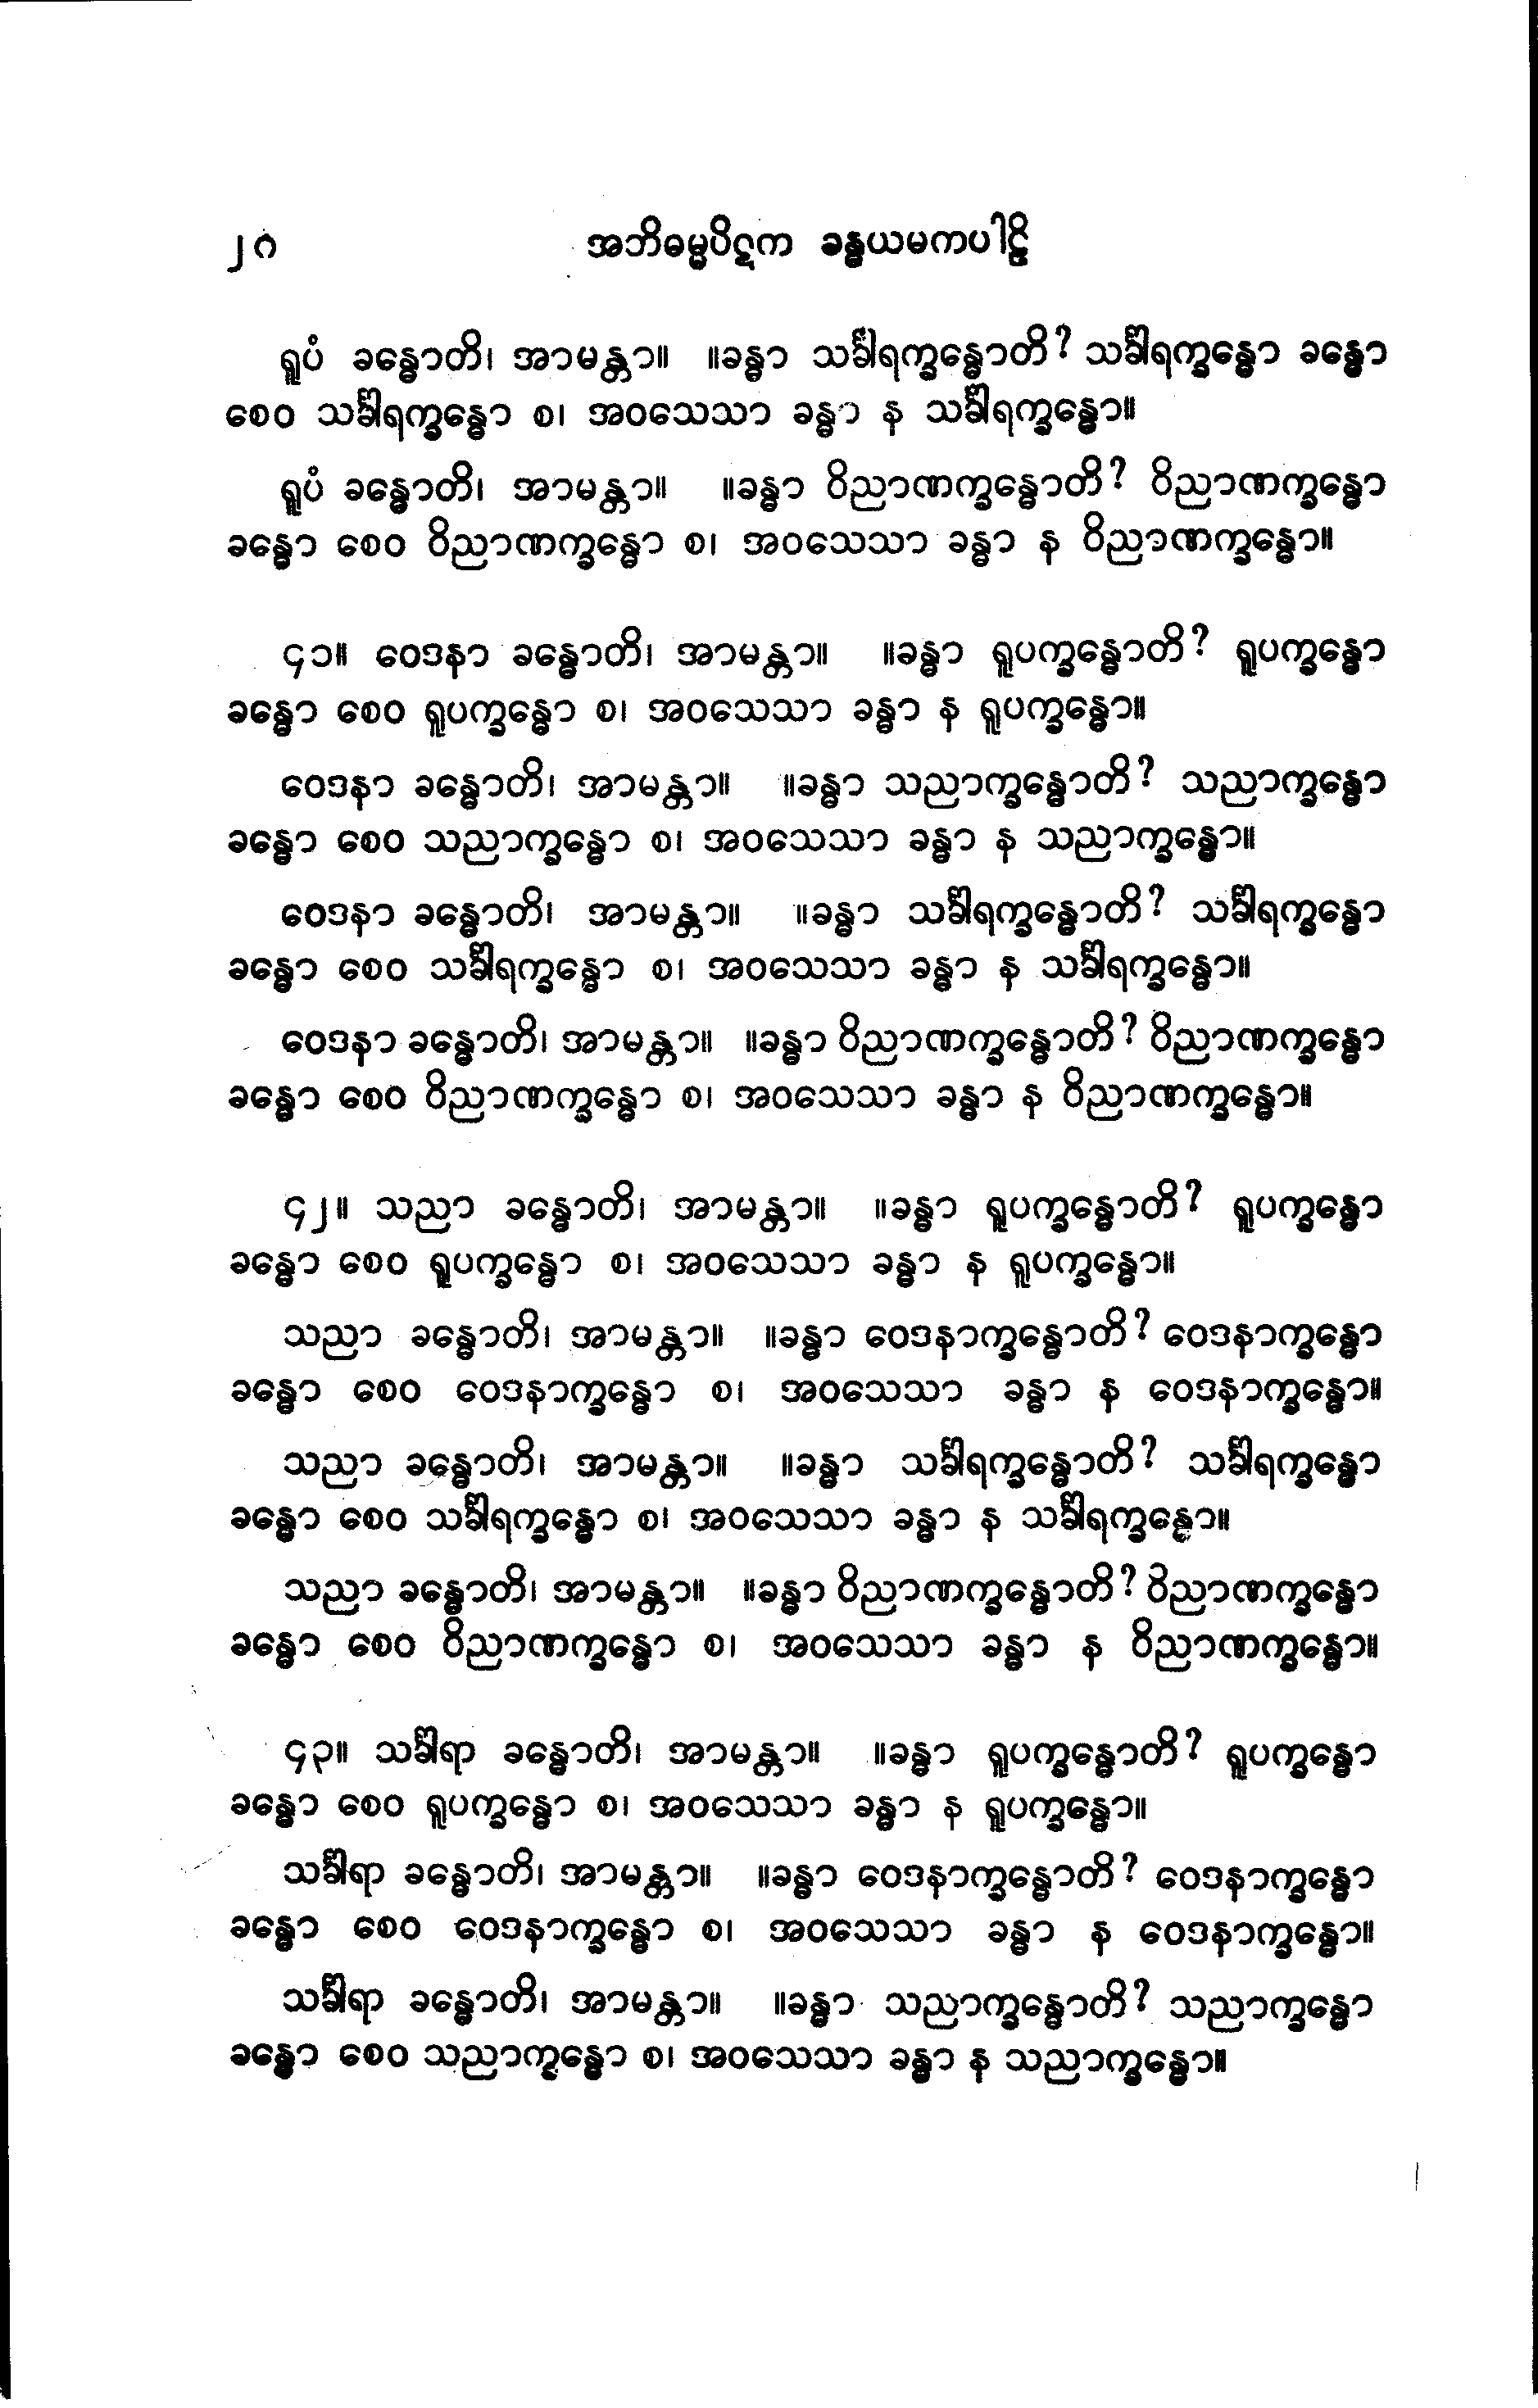 ၂၈ အဘိဓမ္မပိဋက ခန္ဓယမကပါဠိ
ရူပံ ခန္ဓောတိ၊ အာမန္တာ။ ။ခန္ဓာ သင်္ခါရက္ခန္ဓောတိ? သင်္ခါရက္ခန္ဓော ခန္ဓော
စေဝ သင်္ခါရက္ခန္ဓော စ၊ အဝသေသာ ခန္ဓာ န သင်္ခါရက္ခန္ဓော။
ရူပံ ခန္ဓောတိ၊ အာမန္တာ။ ။ခန္ဓာ ဝိညာဏက္ခန္ဓောတိ? ဝိညာဏက္ခန္ဓော
ခန္ဓော စေဝ ဝိညာဏက္ခန္ဓော စ၊ အဝသေသာ ခန္ဓာ န ဝိညာဏက္ခန္ဓော။
၄၁။ ဝေဒနာ ခန္ဓောတိ၊ အာမန္တာ။ ။ခန္ဓာ ရူပက္ခန္ဓောတိ? ရူပက္ခန္ဓော
ခန္ဓော စေဝ ရူပက္ခန္ဓော စ၊ အဝသေသာ ခန္ဓာ န ရူပက္ခန္ဓော။
ဝေဒနာ ခန္ဓောတိ၊ အာမန္တာ။ ။ခန္ဓာ သညာက္ခန္ဓောတိ? သညာက္ခန္ဓော
ခန္ဓော စေဝ သညာက္ခန္ဓော စ၊ အဝသေသာ ခန္ဓာ န သညာက္ခန္ဓော။
ဝေဒနာ ခန္ဓောတိ၊ အာမန္တာ။ ။ခန္ဓာ သင်္ခါရက္ခန္ဓောတိ? သင်္ခါရက္ခန္ဓော
ခန္ဓော စေဝ သင်္ခါရက္ခန္ဓော စ၊ အဝသေသာ ခန္ဓာ န သင်္ခါရက္ခန္ဓော။
ဝေဒနာ ခန္ဓောတိ၊ အာမန္တာ။ ။ခန္ဓာ ဝိညာဏက္ခန္ဓောတိ? ဝိညာဏက္ခန္ဓော
ခန္ဓော စေဝ ဝိညာဏက္ခန္ဓော စ၊ အဝသေသာ ခန္ဓာ န ဝိညာဏက္ခန္ဓော။
၄၂။ သညာ ခန္ဓောတိ၊ အာမန္တာ။ ။ခန္ဓာ ရူပက္ခန္ဓောတိ? ရူပက္ခန္ဓော
ခန္ဓော စေဝ ရူပက္ခန္ဓော စ၊ အဝသေသာ ခန္ဓာ န ရူပက္ခန္ဓော။
သညာ ခန္ဓောတိ၊ အာမန္တာ။ ။ခန္ဓာ ဝေဒနာက္ခန္ဓောတိ? ဝေဒနာက္ခန္ဓော
ခန္ဓော စေဝ ဝေဒနာက္ခန္ဓော စ၊ အဝသေသာ ခန္ဓာ န ဝေဒနာက္ခန္ဓော။
သညာ ခန္ဓောတိ၊ အာမန္တာ။ ။ခန္ဓာ သင်္ခါရက္ခန္ဓောတိ? သင်္ခါရက္ခန္ဓော
ခန္ဓော စေဝ သင်္ခါရက္ခန္ဓော စ၊ အဝသေသာ ခန္ဓာ န သင်္ခါရက္ခန္ဓော။
သညာ ခန္ဓောတိ၊ အာမန္တာ။ ။ခန္ဓာ ဝိညာဏက္ခန္ဓောတိ? ဝိညာဏက္ခန္ဓော
ခန္ဓော စေဝ ဝိညာဏက္ခန္ဓော စ၊ အဝသေသာ ခန္ဓာ န ဝိညာဏက္ခန္ဓော။
၄၃။ သင်္ခါရာ ခန္ဓောတိ၊ အာမန္တာ။ ။ခန္ဓာ ရူပက္ခန္ဓောတိ? ရူပက္ခန္ဓော
ခန္ဓော စေဝ ရူပက္ခန္ဓော စ၊ အဝသေသာ ခန္ဓာ န ရူပက္ခန္ဓော။
သင်္ခါရာ ခန္ဓောတိ၊ အာမန္တာ။ ။ခန္ဓာ ဝေဒနာက္ခန္ဓောတိ? ဝေဒနာက္ခန္ဓော
ခန္ဓော စေဝ ဝေဒနာက္ခန္ဓော စ၊ အဝသေသာ ခန္ဓာ န ဝေဒနာက္ခန္ဓော။
သင်္ခါရာ ခန္ဓောတိ၊ အာမန္တာ။ ။ခန္ဓာ သညာက္ခန္ဓောတိ? သညာက္ခန္ဓော
ခန္ဓော စေဝ သညာက္ခန္ဓော စ၊ အဝသေသာ ခန္ဓာ န သညာက္ခန္ဓော။